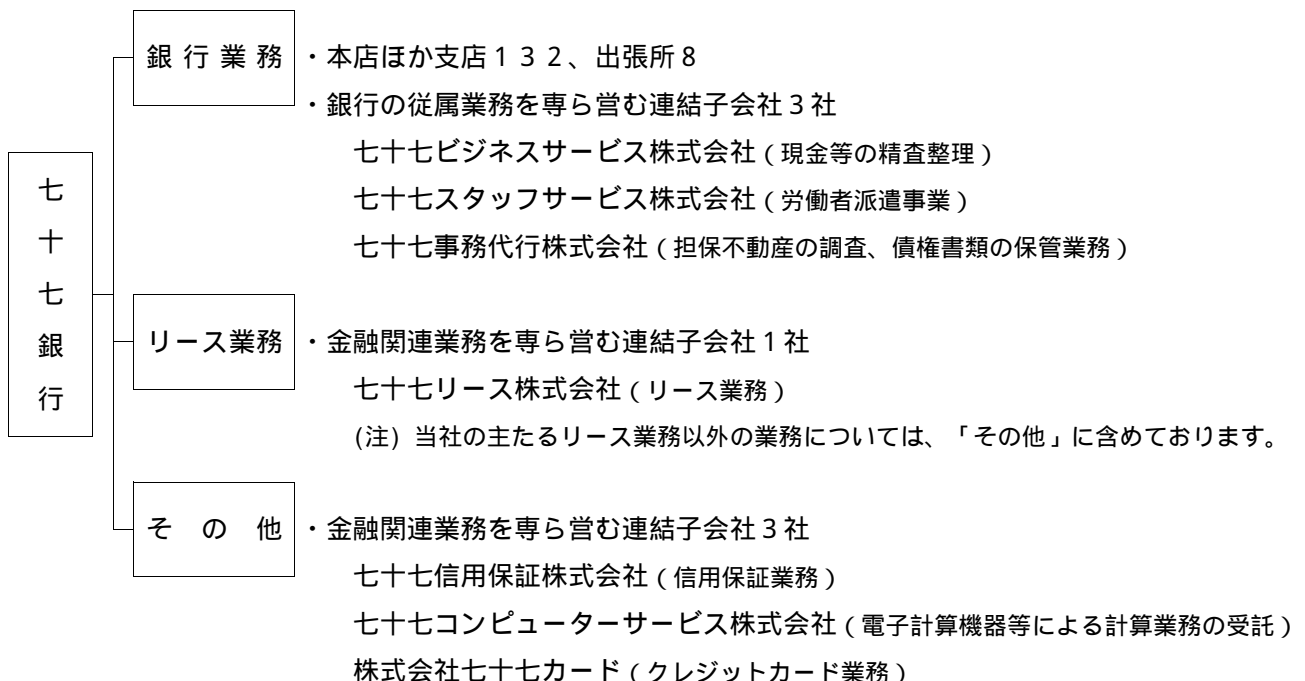 七十七銀行
銀行業務
・本店ほか支店132、出張所8
・銀行の従属業務を専ら営む連結子会社3社
七十七ビジネスサービス株式会社(現金等の精査整理)
七十七スタッフサービス株式会社(労働者派遣事業)
七十七事務代行株式会社(担保不動産の調査、債権書類の保管業務)
リース業務
・金融関連業務を専ら営む連結子会社1社
七十七リース株式会社(リース業務)
(注) 当社の主たるリース業務以外の業務については、「その他」に含めております。
その他
・金融関連業務を専ら営む連結子会社3社
七十七信用保証株式会社(信用保証業務)
七十七コンピューターサービス株式会社(電子計算機器等による計算業務の受託)
株式会社七十七カード(クレジットカード業務)